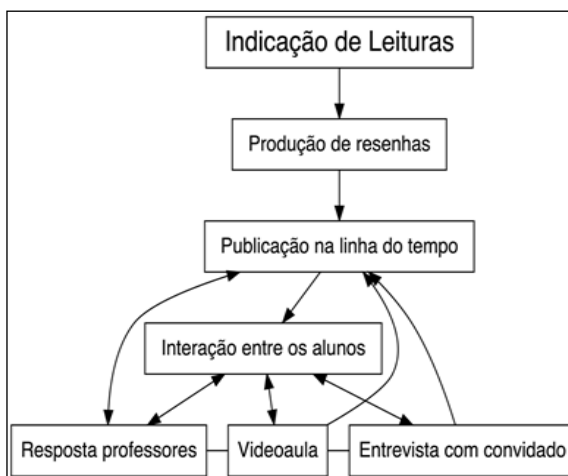 Indicação de Leituras
Produção de resenhas
Publicação na linha do tempo
Interação entre os alunos
Resposta professores
Videoaula
Entrevista com convidado